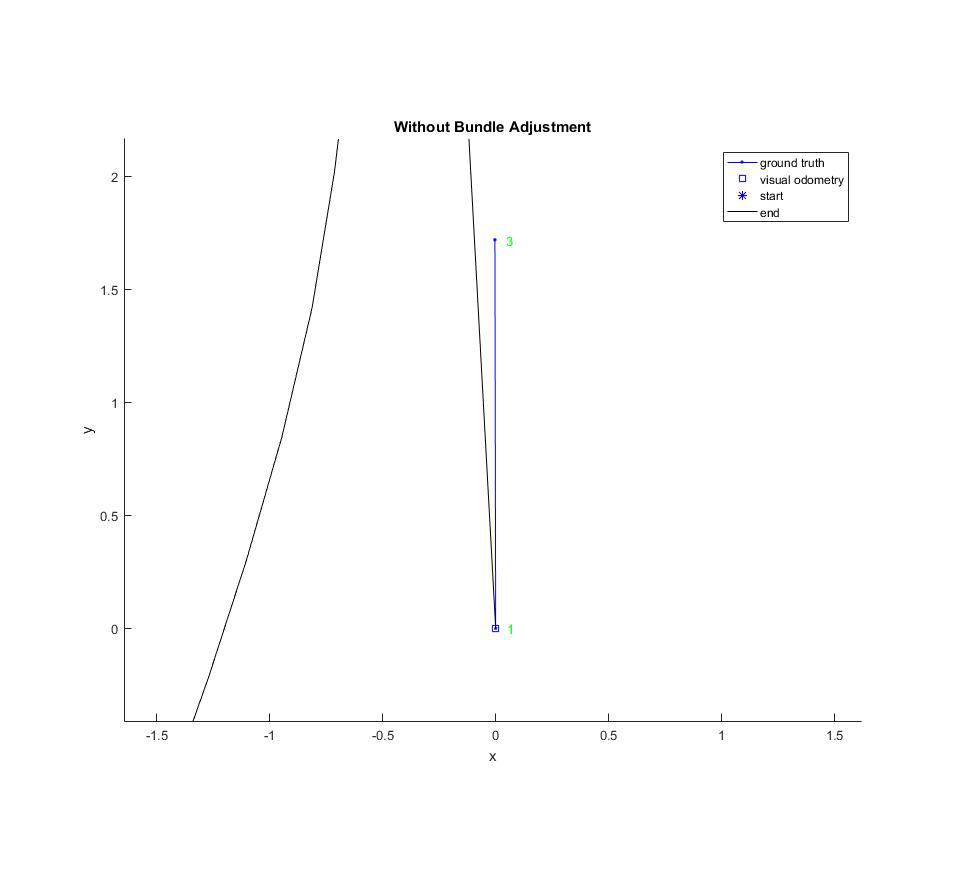 Without Bundle Adjustment
ground truth
visual odometry
start
end
2
1.5
1
0.5
0
3
1
y
-1.5 -1 -0.5 0 0.5 1 1.5
x